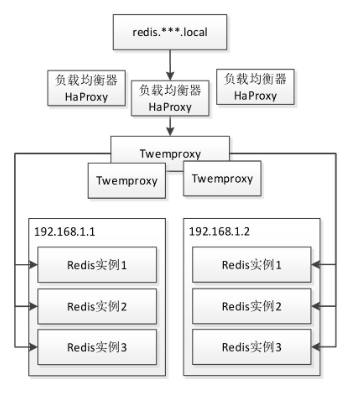 redis.***.local
负载均衡器
HaProxy
负载均衡器
HaProxy
负载均衡器
HaProxy
Twemproxy
Twemproxy
Twemproxy
192.168.1.1
Redis实例1
Redis实例2
Redis实例3
192.168.1.2
Redis实例1
Redis实例2
Redis实例3